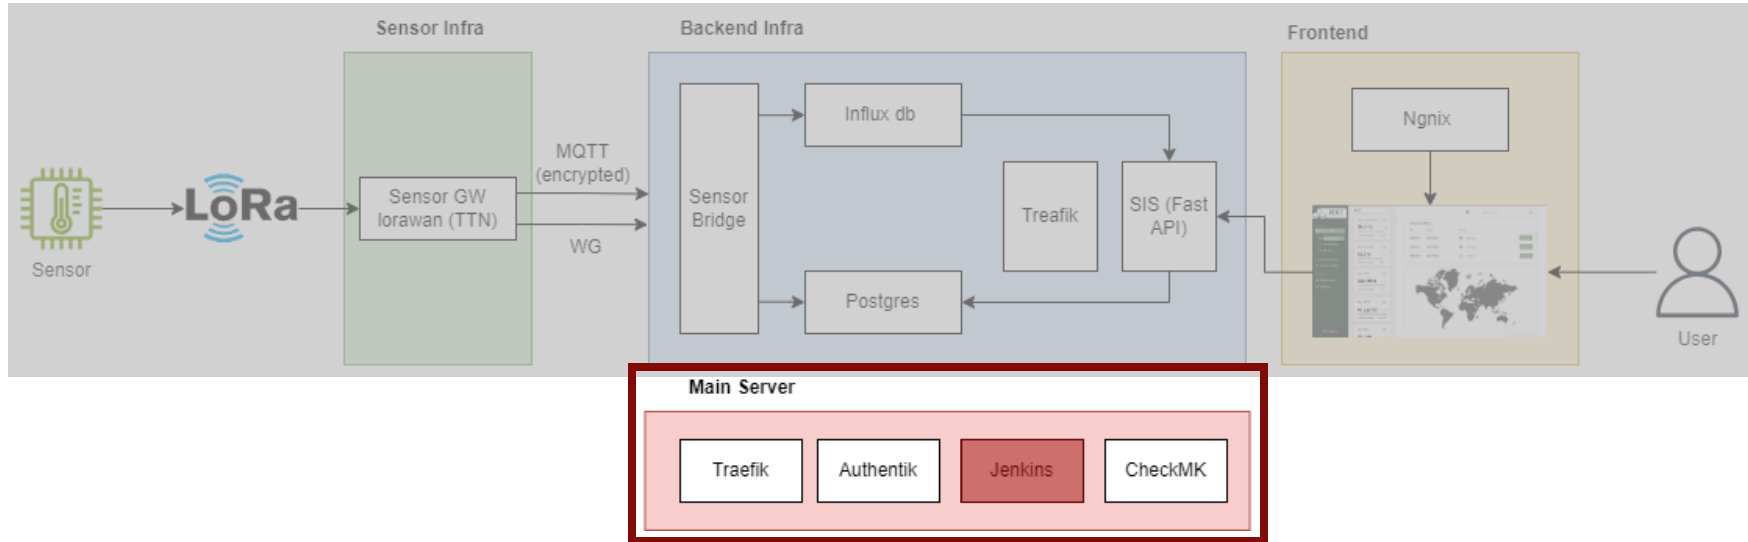 Sensor Infra
Backend Infra
Frontend
Sensor
LoRa
Sensor GW
lorawan (TTN)
MQTT
(encrypted)
WG
Sensor
Bridge
Influx db
Postgres
Treafik
SIS (Fast
API)
Ngnix
User
Main Server
Traefik
Authentik
Jenkins
CheckMK